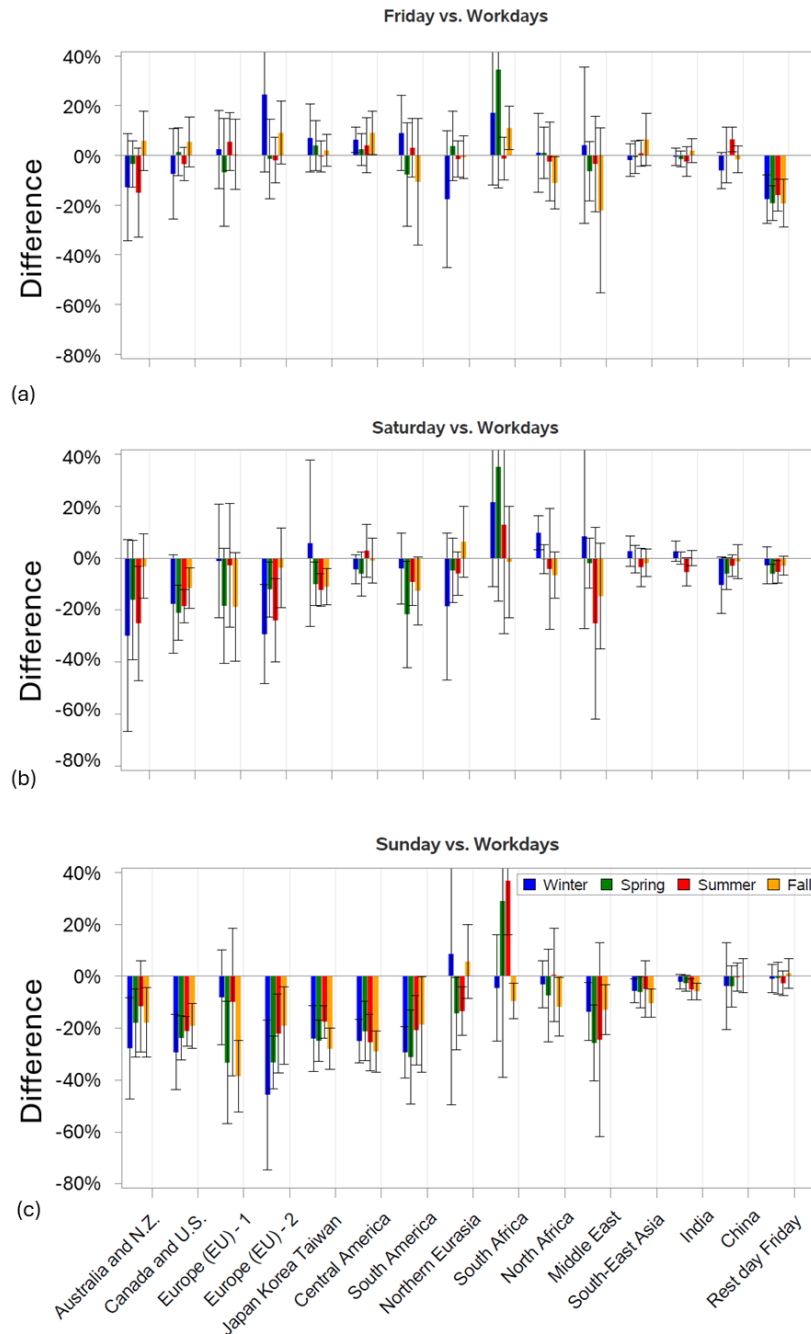 Friday vs. Workdays
40%
20%
0%
-20%
-40%
-60%
-80%
Difference
(a)
Saturday vs. Workdays
40%
20%
0%
-20%
-40%
-60%
-80%
Difference
(b)
Sunday vs. Workdays
Winter Spring Summer Fall
40%
20%
0%
-20%
-40%
-60%
-80%
Difference
(c)
Australia and N.Z.
Canada and U.S.
Europe (EU) - 1
Europe (EU) - 2
Japan Korea Taiwan
Central America
South America
Northern Eurasia
South Africa
North Africa
Middle East
South-East Asia
India
China
Rest day Friday